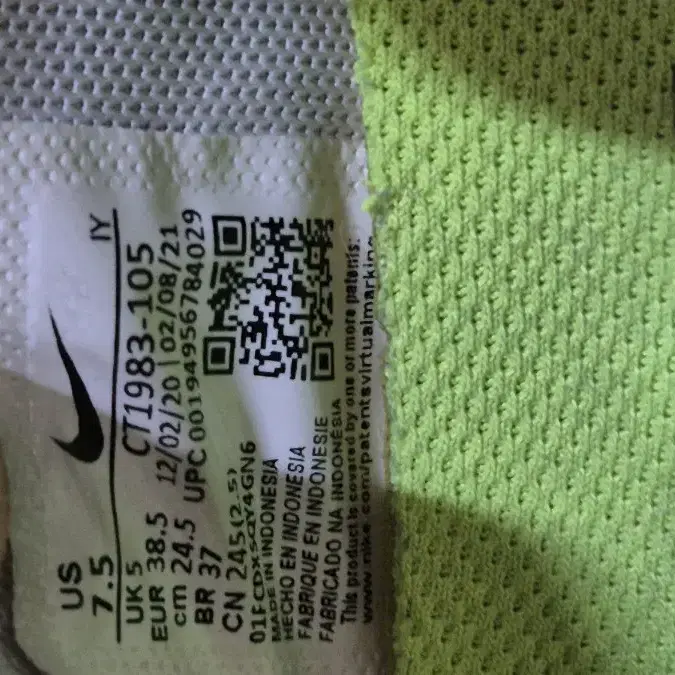 US
7.5
IY
UK 5
EUR 38.5
cm 24.5
BR 37
CN 245(2.5)
CT1983-105
12/02/20 | 02/08/21
UPC 00194956784029
MADE IN INDONESIA
HECHO EN INDONESIA
FABRIQUE EN INDONESIE
FABRICADO NA INDONÉSIA
This product is covered by one or more patents:
www.nike.com/patentsvirtualmarking